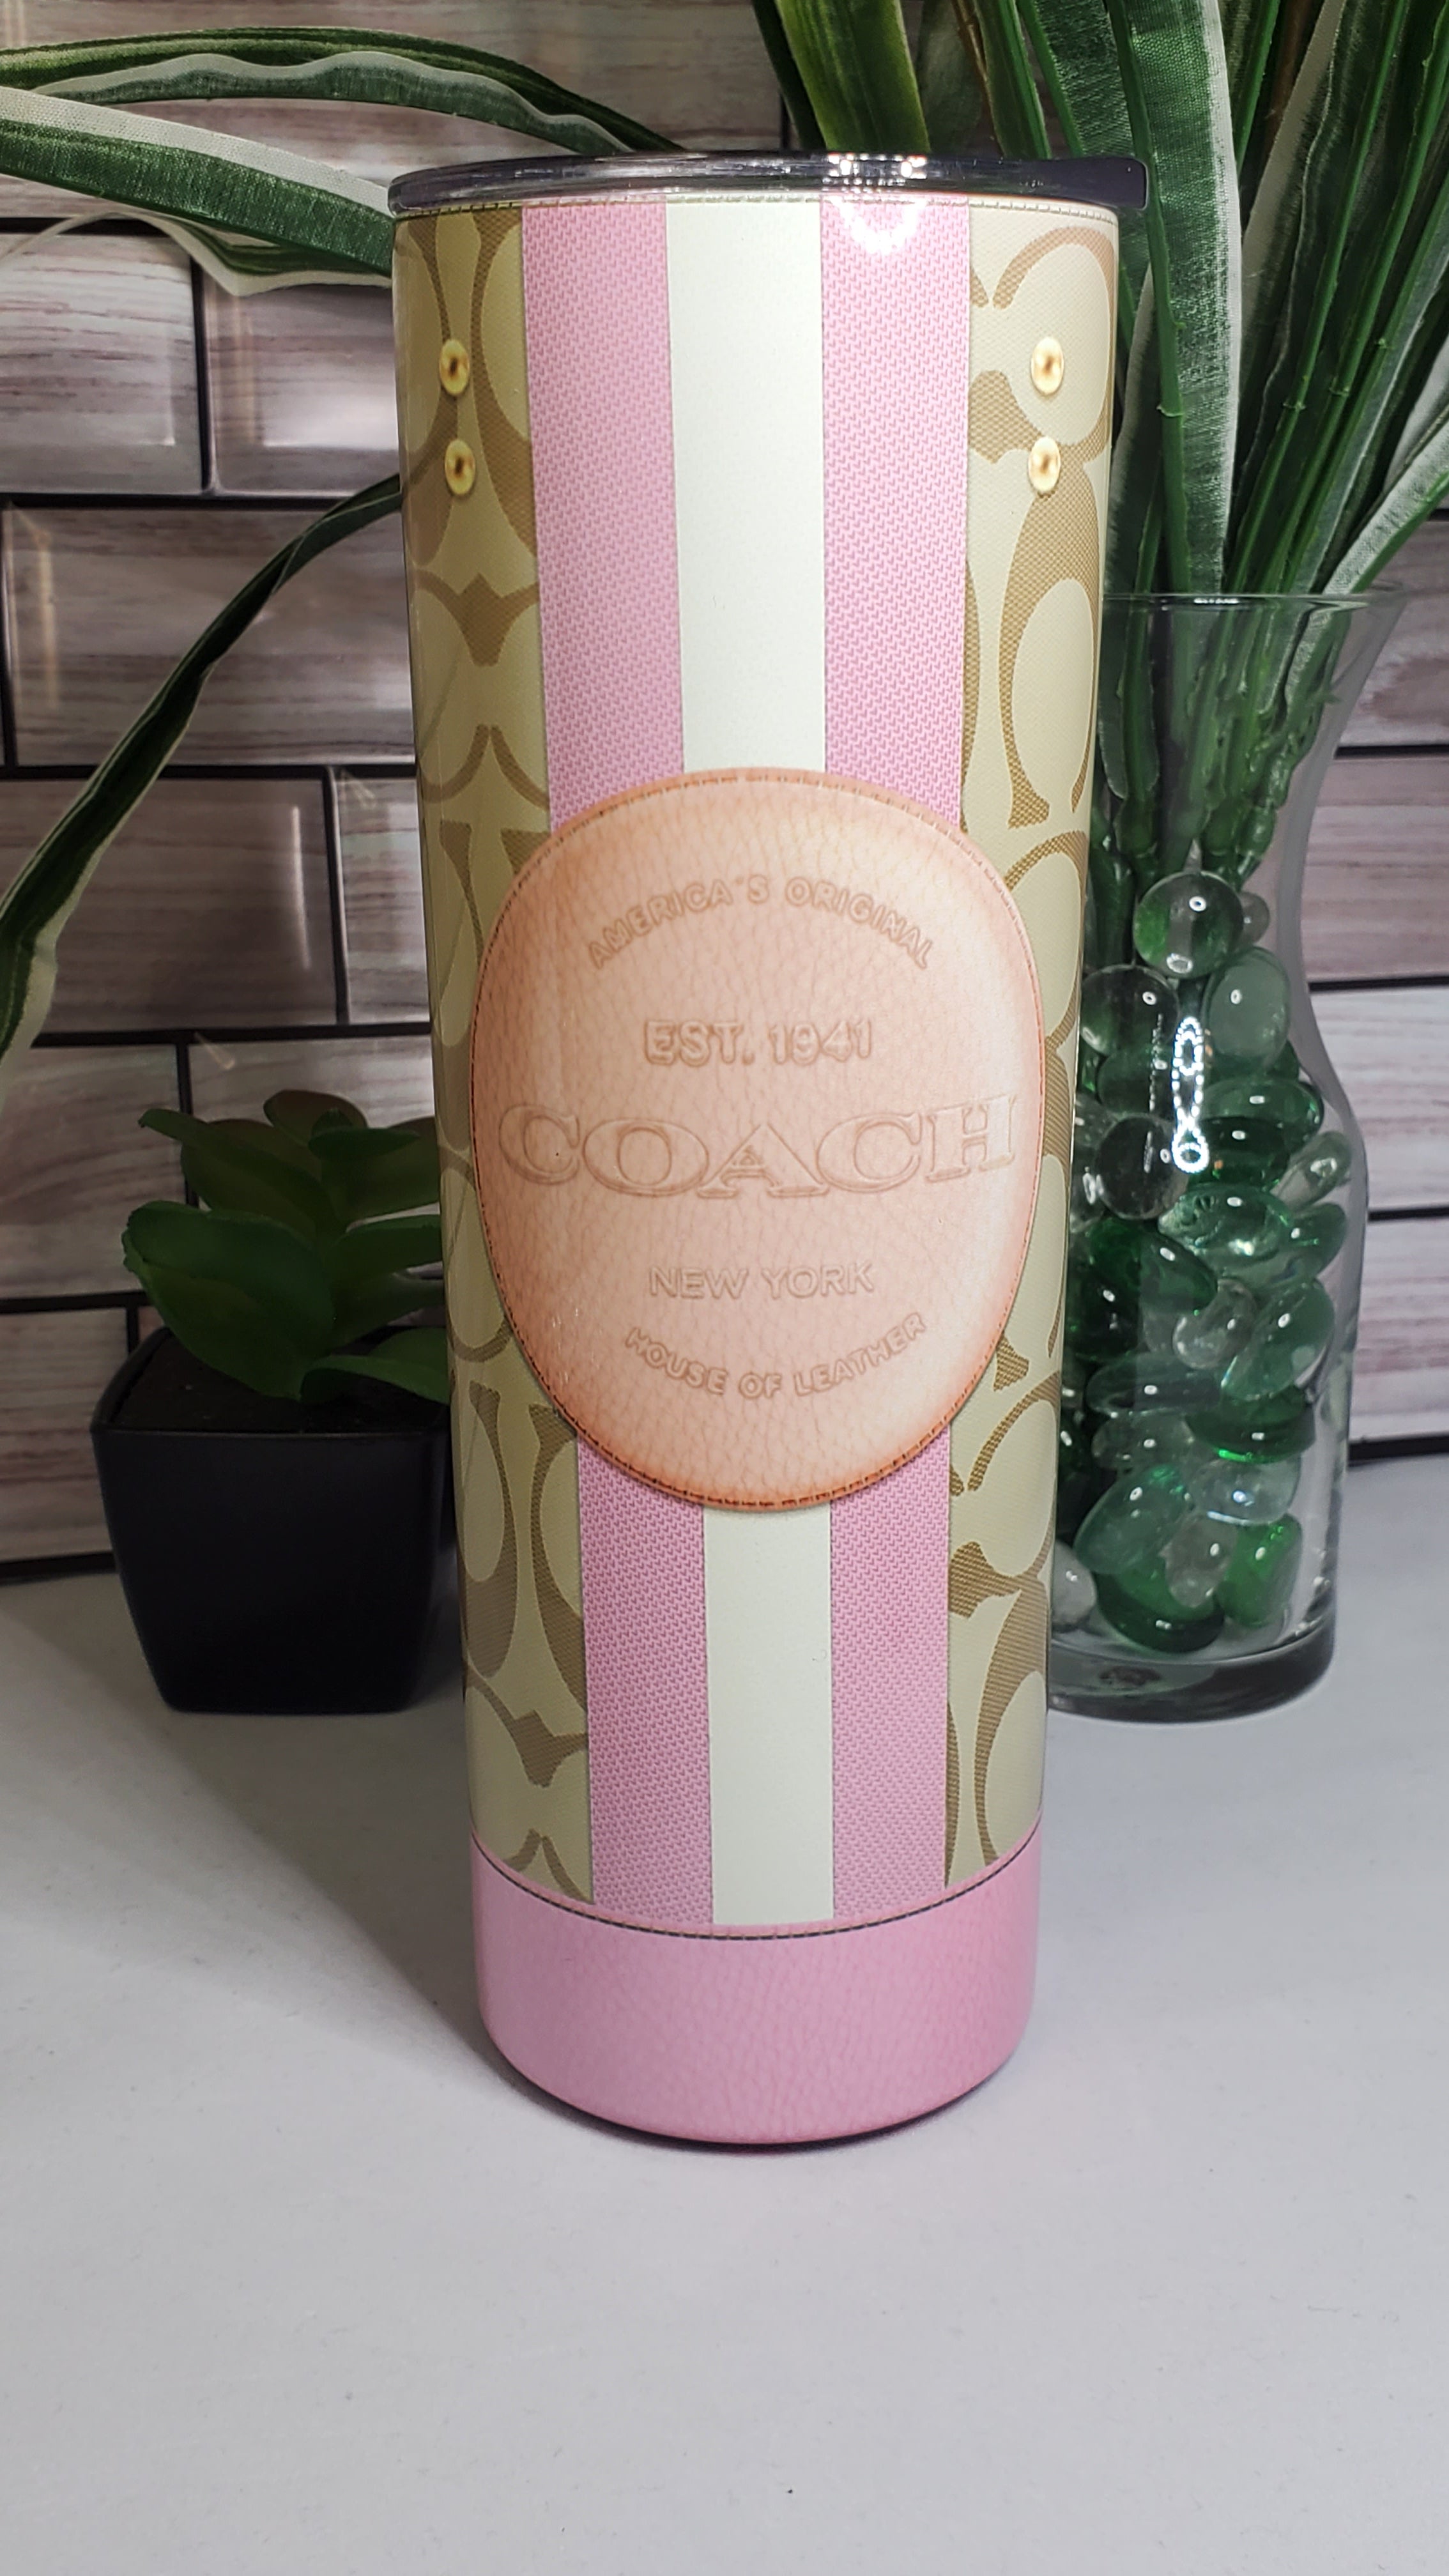 AMERICA'S ORIGINAL
EST. 1941
COACH
NEW YORK
HOUSE OF LEATHER